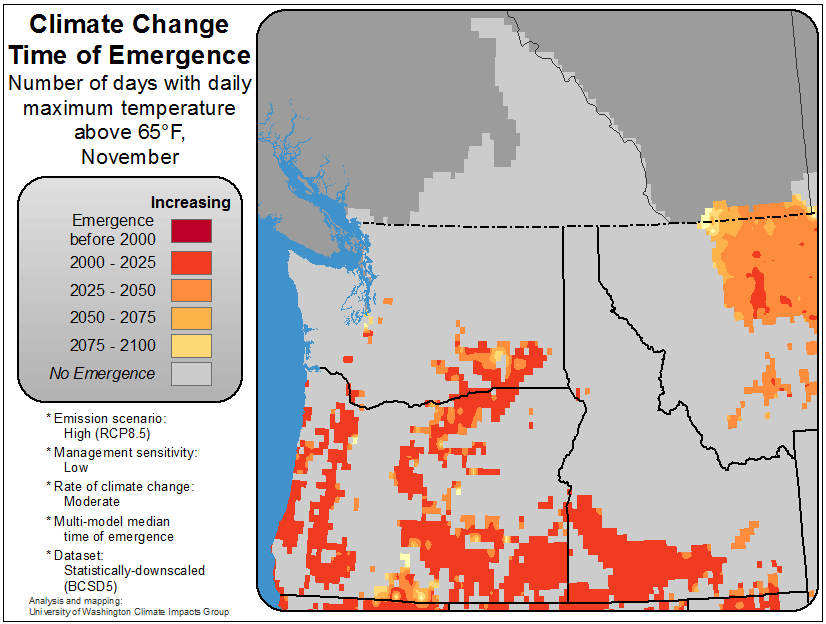 Climate Change
Time of Emergence
Number of days with daily
maximum temperature
above 65°F,
November
Increasing
Emergence
before 2000
2000 - 2025
2025 - 2050
2050 - 2075
2075 - 2100
No Emergence
* Emission scenario:
High (RCP8.5)
* Management sensitivity:
Low
* Rate of climate change:
Moderate
* Multi-model median
time of emergence
* Dataset:
Statistically-downscaled
(BCSD5)
Analysis and mapping:
University of Washington Climate Impacts Group